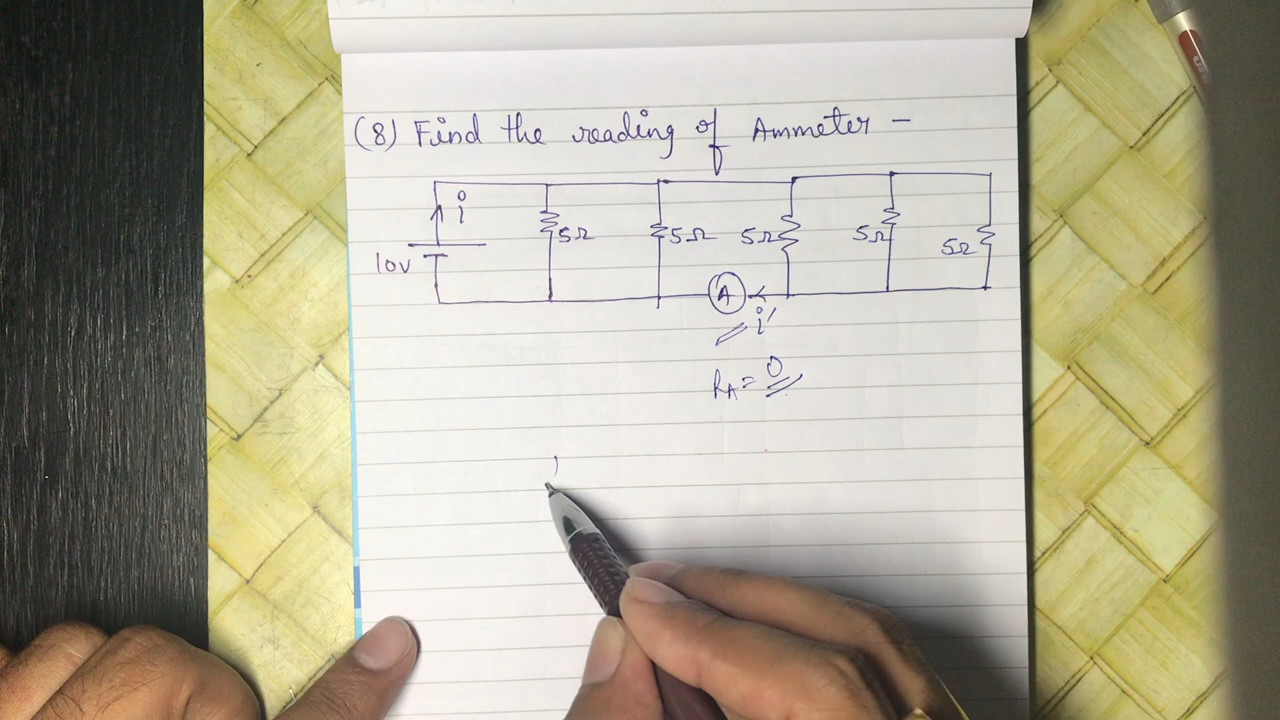 (8) Find the reading of Ammeter -
i
5Ω 5Ω 5Ω 5Ω 5Ω
10V
A
i'
R_A = 0